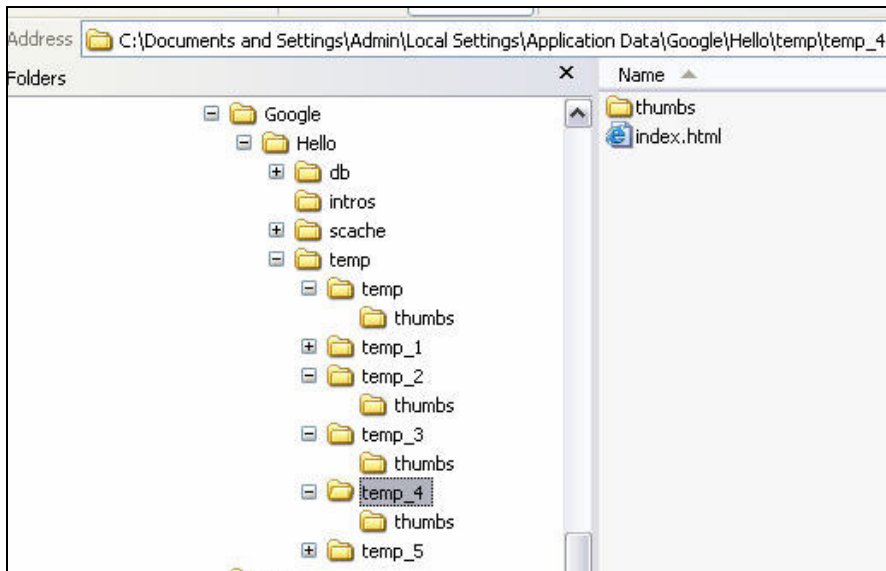 Address C:\Documents and Settings\Admin\Local Settings\Application Data\Google\Hello\temp\temp_4
Folders
Google
Hello
db
intros
scache
temp
temp
thumbs
temp_1
temp_2
thumbs
temp_3
thumbs
temp_4
thumbs
temp_5
Name
thumbs
index.html